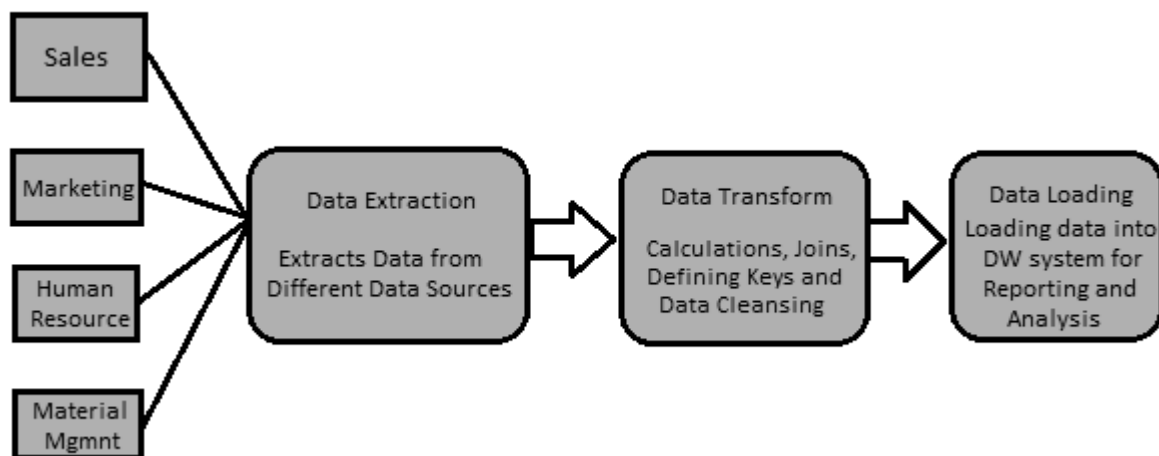 Sales
Marketing
Human
Resource
Material
Mgmnt
Data Extraction
Extracts Data from
Different Data Sources
Data Transform
Calculations, Joins,
Defining Keys and
Data Cleansing
Data Loading
Loading data into
DW system for
Reporting and
Analysis